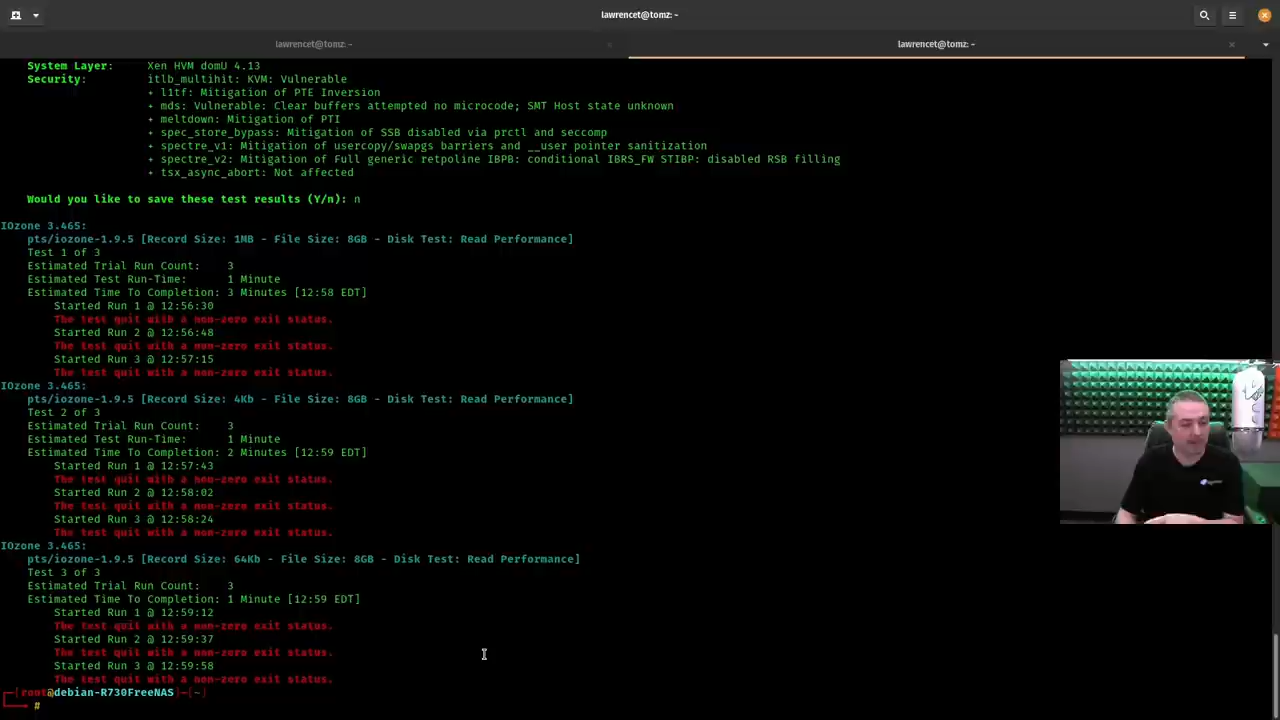 lawrencet@tomz: ~
lawrencet@tomz: ~
lawrencet@tomz: ~
System Layer: Xen HVM domU 4.13
Security: itlb_multihit: KVM: Vulnerable
+ l1tf: Mitigation of PTE Inversion
+ mds: Vulnerable: Clear buffers attempted no microcode; SMT Host state unknown
+ meltdown: Mitigation of PTI
+ spec_store_bypass: Mitigation of SSB disabled via prctl and seccomp
+ spectre_v1: Mitigation of usercopy/swapgs barriers and __user pointer sanitization
+ spectre_v2: Mitigation of Full generic retpoline IBPB: conditional IBRS_FW STIBP: disabled RSB filling
+ tsx_async_abort: Not affected
Would you like to save these test results (Y/n): n
IOzone 3.465:
pts/iozone-1.9.5 [Record Size: 1MB - File Size: 8GB - Disk Test: Read Performance]
Test 1 of 3
Estimated Trial Run Count: 3
Estimated Test Run-Time: 1 Minute
Estimated Time To Completion: 3 Minutes [12:58 EDT]
Started Run 1 @ 12:56:30
The test quit with a non-zero exit status.
Started Run 2 @ 12:56:48
The test quit with a non-zero exit status.
Started Run 3 @ 12:57:15
The test quit with a non-zero exit status.
IOzone 3.465:
pts/iozone-1.9.5 [Record Size: 4Kb - File Size: 8GB - Disk Test: Read Performance]
Test 2 of 3
Estimated Trial Run Count: 3
Estimated Test Run-Time: 1 Minute
Estimated Time To Completion: 2 Minutes [12:59 EDT]
Started Run 1 @ 12:57:43
The test quit with a non-zero exit status.
Started Run 2 @ 12:58:02
The test quit with a non-zero exit status.
Started Run 3 @ 12:58:24
The test quit with a non-zero exit status.
IOzone 3.465:
pts/iozone-1.9.5 [Record Size: 64Kb - File Size: 8GB - Disk Test: Read Performance]
Test 3 of 3
Estimated Trial Run Count: 3
Estimated Time To Completion: 1 Minute [12:59 EDT]
Started Run 1 @ 12:59:12
The test quit with a non-zero exit status.
Started Run 2 @ 12:59:37
The test quit with a non-zero exit status.
Started Run 3 @ 12:59:58
The test quit with a non-zero exit status.
[root@debian-R730FreeNAS]-[~]
#